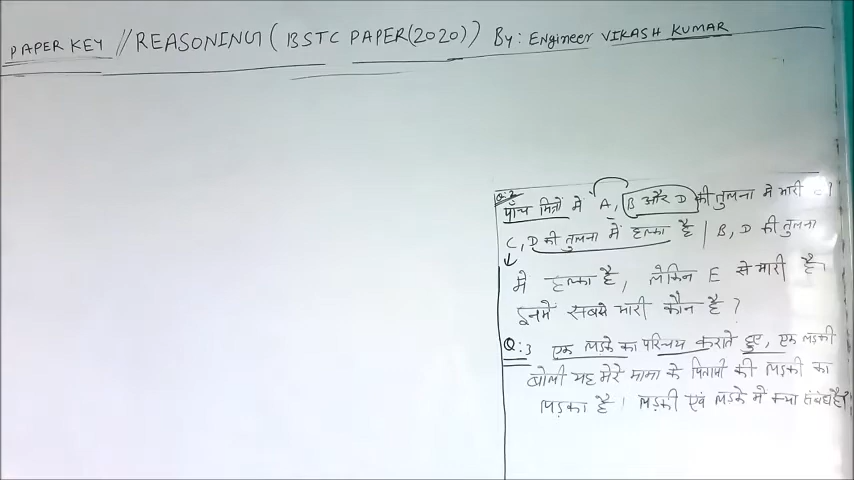 PAPER KEY // REASONING ( BSTC PAPER(2020)) By: Engineer VIKASH KUMAR
Q:2
पाँच मित्रों में A, B और D की तुलना में भारी है।
C, D की तुलना में हल्का है | B, D की तुलना
में हल्का है, लेकिन E से भारी है।
इनमें सबसे भारी कौन है ?
Q:3 एक लड़के का परिचय कराते हुए, एक लड़की
बोली यह मेरे मामा के पिताजी की लड़की का
लड़का है। लड़की एवं लड़के में क्या संबंध है?